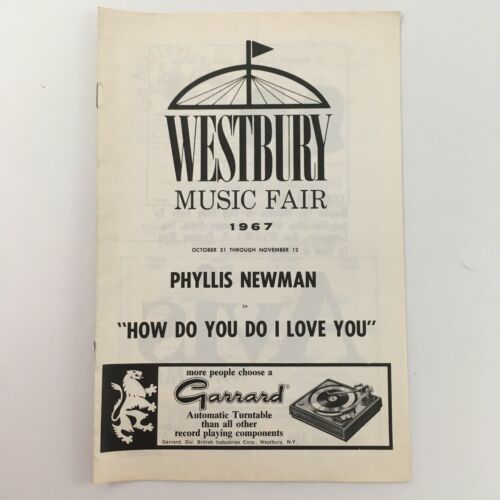 WESTBURY
MUSIC FAIR
1967
OCTOBER 31 THROUGH NOVEMBER 12
PHYLLIS NEWMAN
in
"HOW DO YOU DO I LOVE YOU"
more people choose a
Garrard®
Automatic Turntable
than all other
record playing components
Garrard, Div. British Industries Corp., Westbury, N.Y.